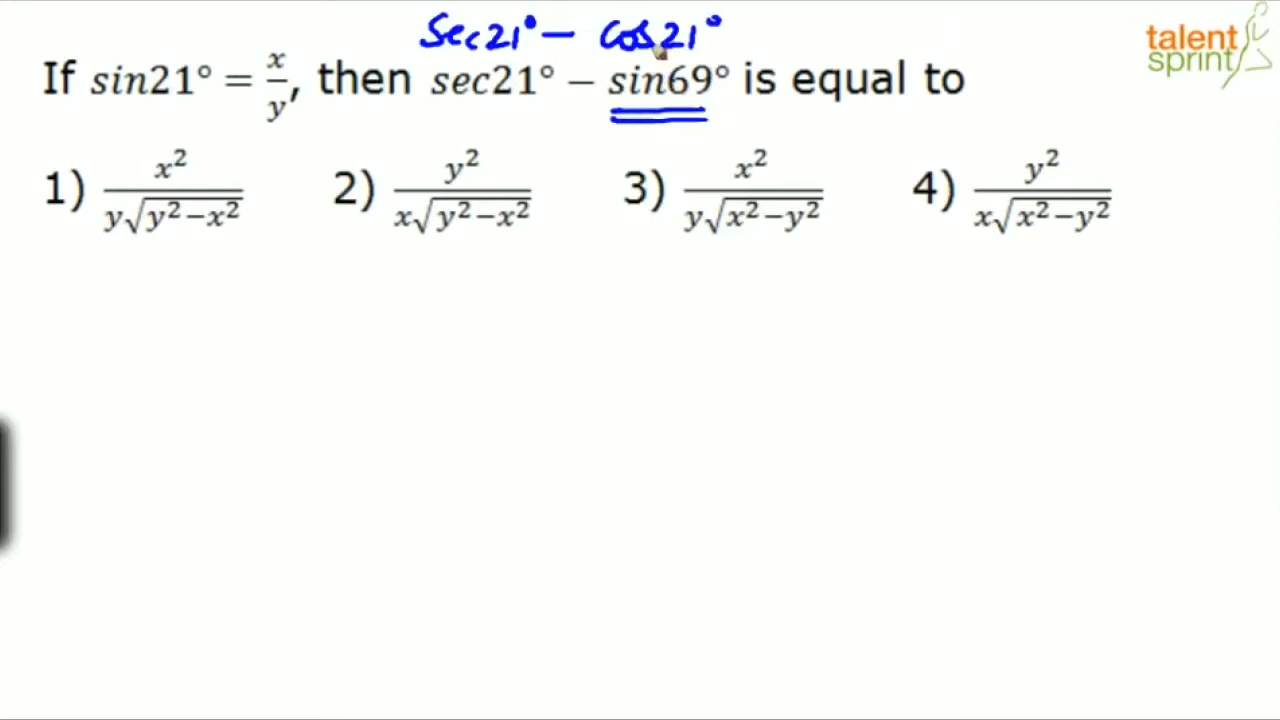 sec21° − cos21°
talent
sprint
If sin21° = x/y, then sec21° − sin69° is equal to
1) x²/y√y²−x² 2) y²/x√y²−x² 3) x²/y√x²−y² 4) y²/x√x²−y²